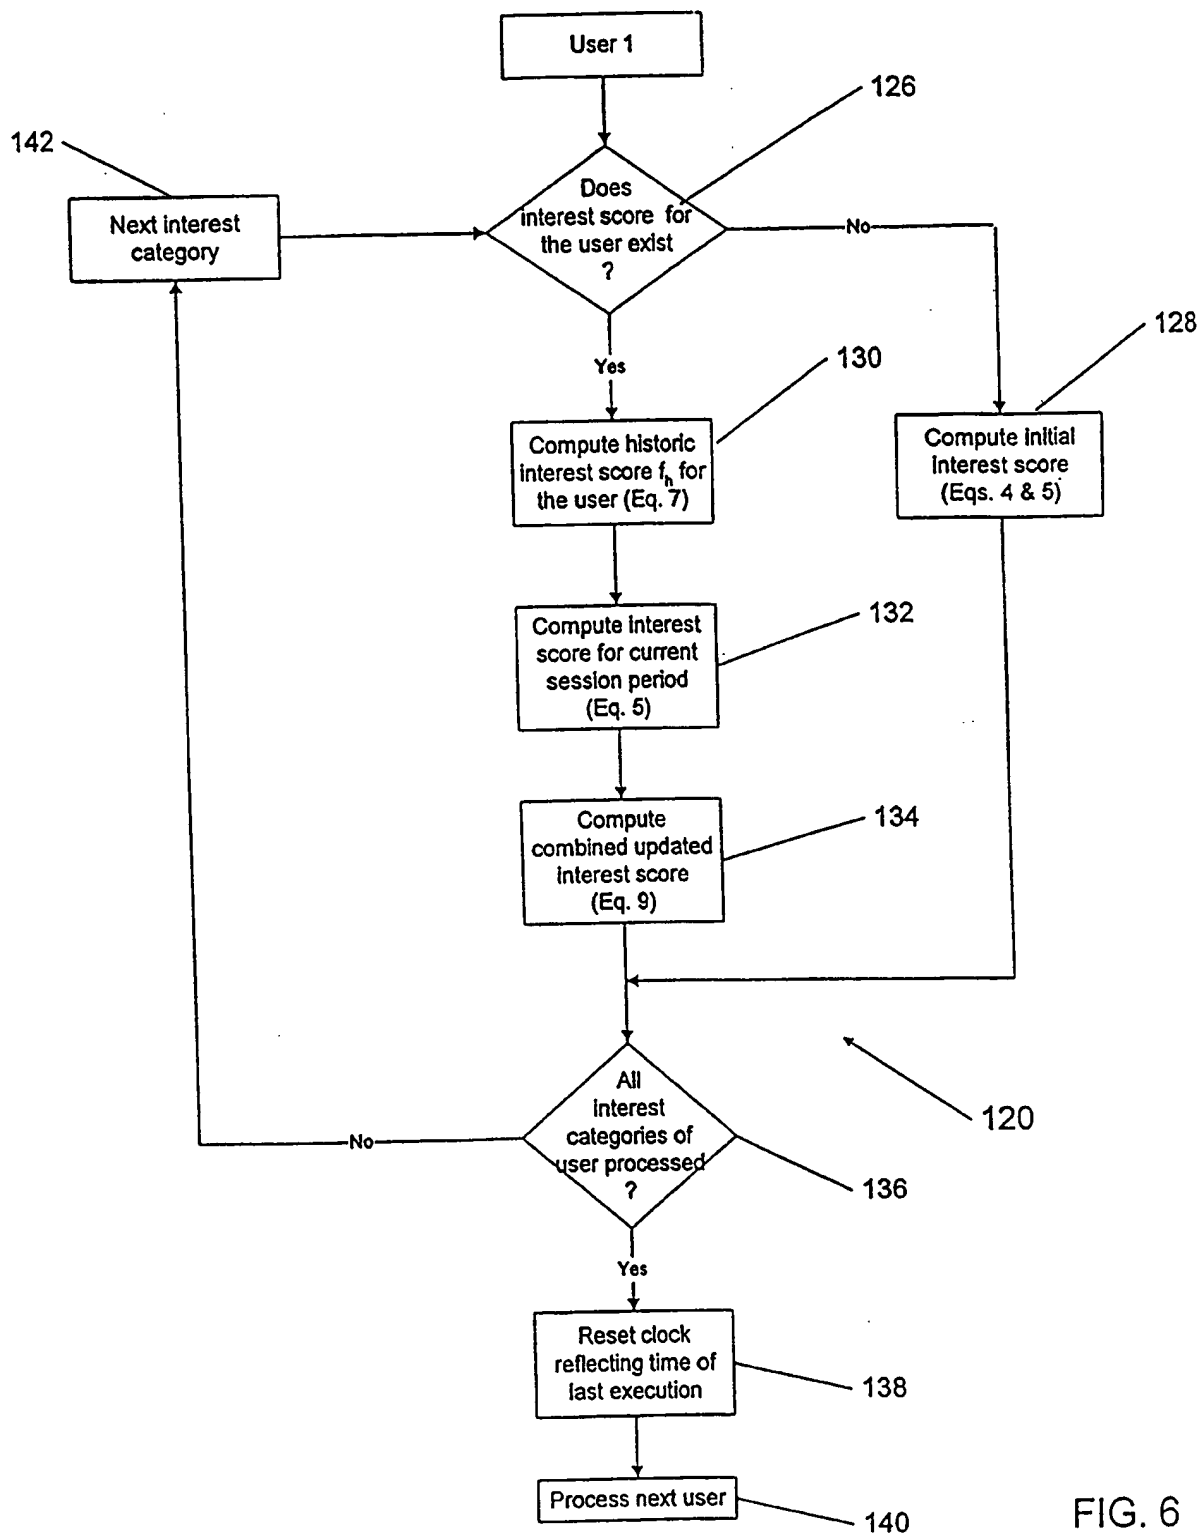 User 1
126
142
Does
interest score for
the user exist
?
Next interest
category
No
128
Yes
130
Compute historic
interest score fh for
the user (Eq. 7)
Compute initial
interest score
(Eqs. 4 & 5)
132
Compute interest
score for current
session period
(Eq. 5)
134
Compute
combined updated
interest score
(Eq. 9)
All
interest
categories of
user processed
?
120
No
136
Yes
Reset clock
reflecting time of
last execution
138
Process next user
140
FIG. 6